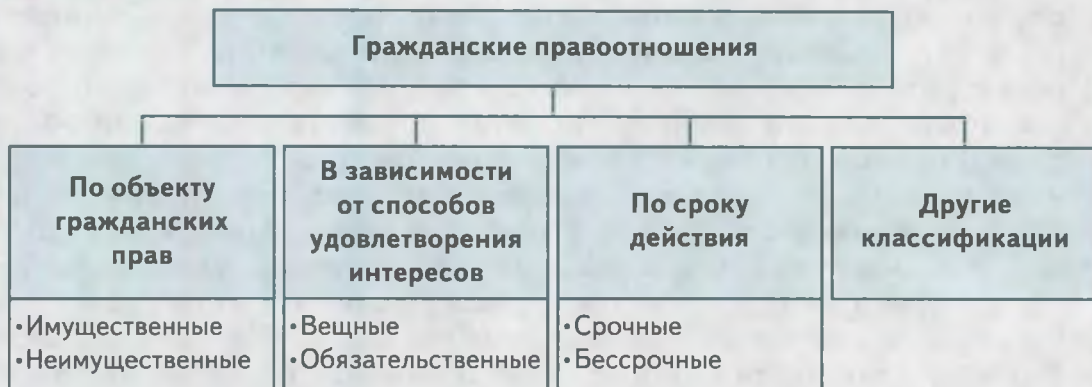 Гражданские правоотношения
По объекту
гражданских
прав
•Имущественные
•Неимущественные
В зависимости
от способов
удовлетворения
интересов
•Вещные
•Обязательственные
По сроку
действия
•Срочные
•Бессрочные
Другие
классификации